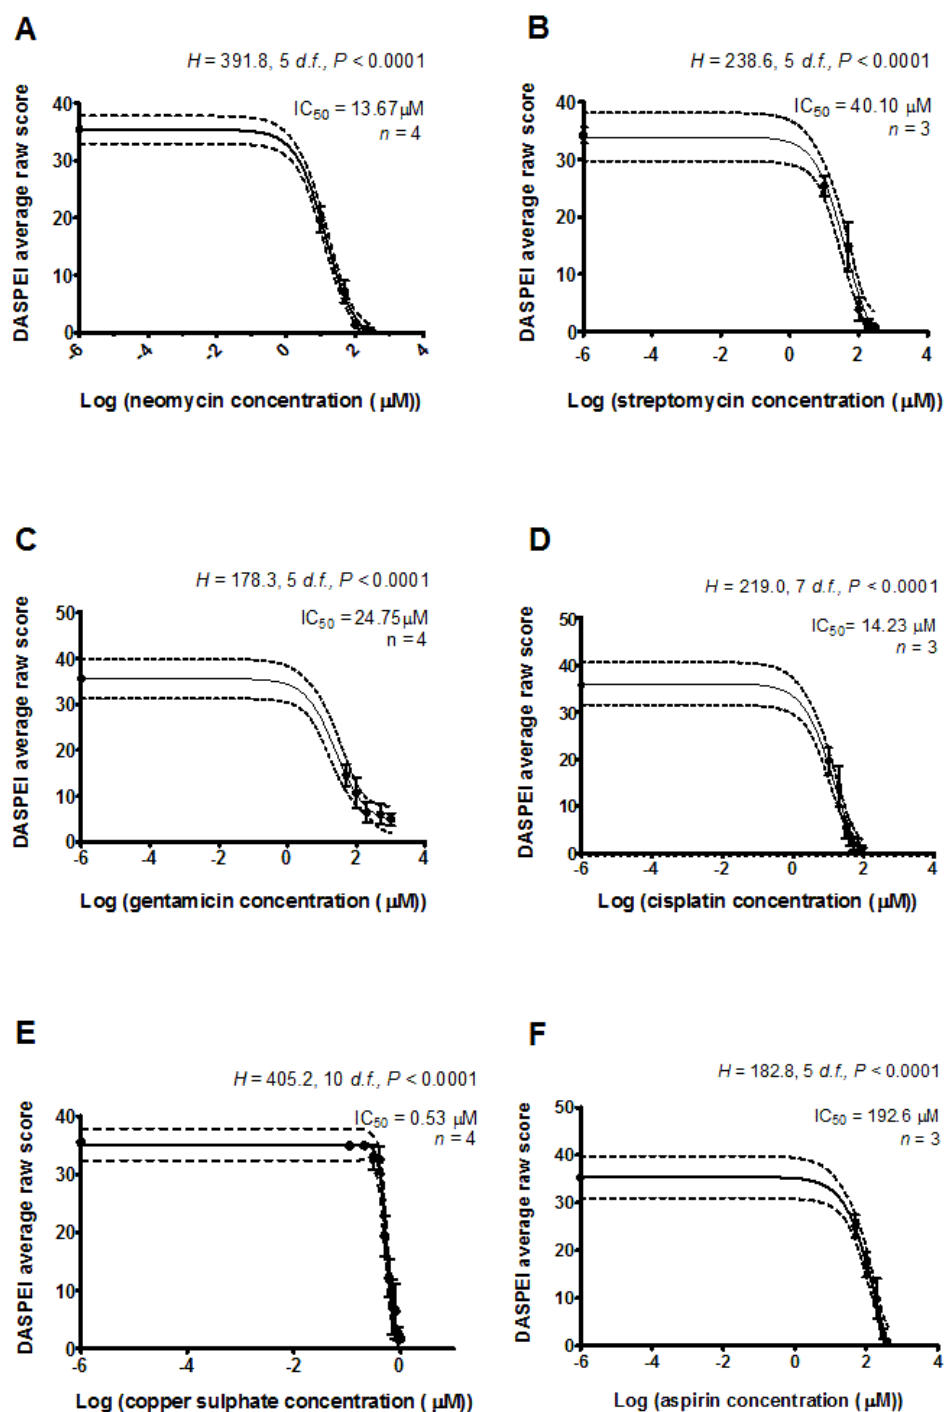 A
H = 391.8, 5 d.f., P < 0.0001
IC50 = 13.67µM
n = 4
DASPEI average raw score
40
30
20
10
0
-6 -4 -2 0 2 4
Log (neomycin concentration ( µM))
B
H = 238.6, 5 d.f., P < 0.0001
IC50 = 40.10 µM
n = 3
DASPEI average raw score
40
30
20
10
0
-6 -4 -2 0 2 4
Log (streptomycin concentration ( µM))
C
H = 178.3, 5 d.f., P < 0.0001
IC50 = 24.75µM
n = 4
DASPEI average raw score
50
40
30
20
10
0
-6 -4 -2 0 2 4
Log (gentamicin concentration ( µM))
D
H = 219.0, 7 d.f., P < 0.0001
IC50= 14.23 µM
n = 3
DASPEI average raw score
50
40
30
20
10
0
-6 -4 -2 0 2 4
Log (cisplatin concentration ( µM))
E
H = 405.2, 10 d.f., P < 0.0001
IC50 = 0.53 µM
n = 4
DASPEI average raw score
40
30
20
10
0
-6 -4 -2 0
Log (copper sulphate concentration ( µM))
F
H = 182.8, 5 d.f., P < 0.0001
IC50 = 192.6 µM
n = 3
DASPEI average raw score
50
40
30
20
10
0
-6 -4 -2 0 2 4
Log (aspirin concentration ( µM))